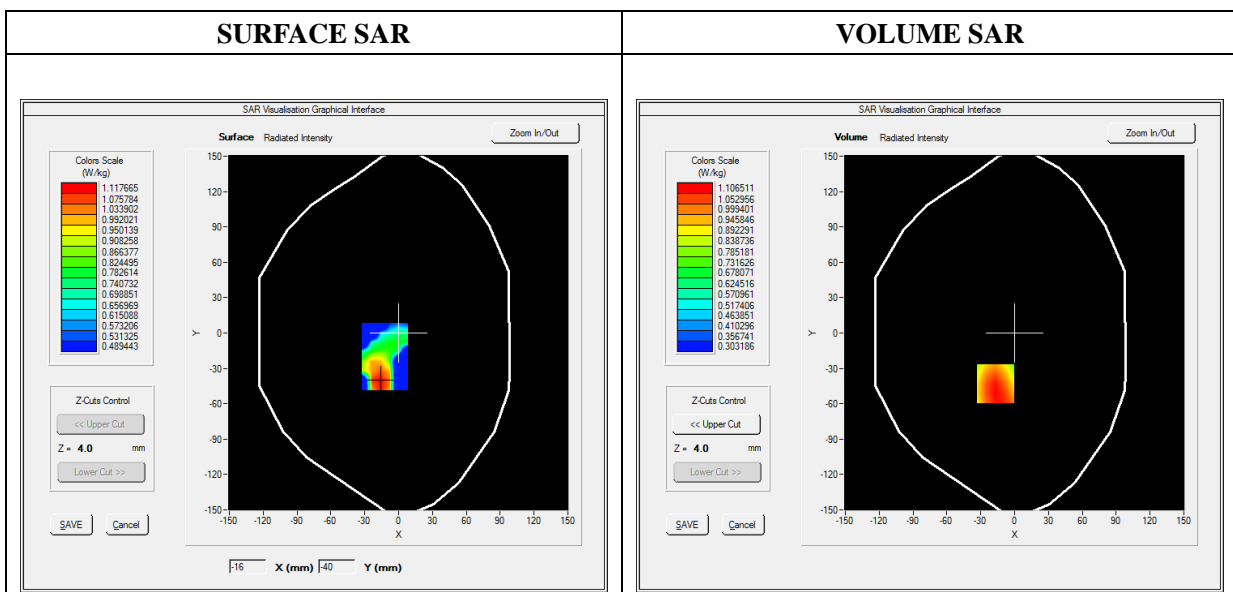 SURFACE SAR
VOLUME SAR
SAR Visualisation Graphical Interface
Surface Radiated Intensity
Zoom In/Out
Colors Scale
(W/kg)
1.117665
1.075784
1.033902
0.992021
0.950139
0.908258
0.866377
0.824495
0.782614
0.740732
0.698851
0.656969
0.615088
0.573206
0.531325
0.489443
Z-Cuts Control
<< Upper Cut
Z = 4.0 mm
Lower Cut >>
SAVE Cancel
150
120
90
60
30
0
-30
-60
-90
-120
-150
Y
-150 -120 -90 -60 -30 0 30 60 90 120 150
X
-16 X (mm) -40 Y (mm)
SAR Visualisation Graphical Interface
Volume Radiated Intensity
Zoom In/Out
Colors Scale
(W/kg)
1.106511
1.052956
0.999401
0.945846
0.892291
0.838736
0.785181
0.731626
0.678071
0.624516
0.570961
0.517406
0.463851
0.410296
0.356741
0.303186
Z-Cuts Control
<< Upper Cut
Z = 4.0 mm
Lower Cut >>
SAVE Cancel
150
120
90
60
30
0
-30
-60
-90
-120
-150
Y
-150 -120 -90 -60 -30 0 30 60 90 120 150
X